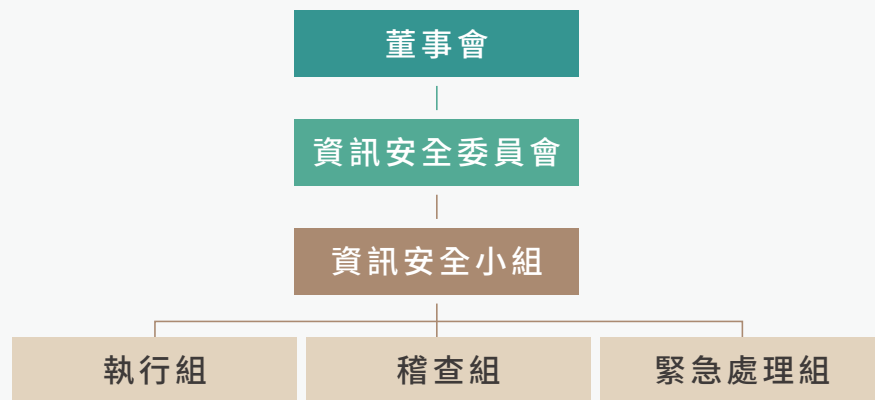 董事會
資訊安全委員會
資訊安全小組
執行組
稽查組
緊急處理組